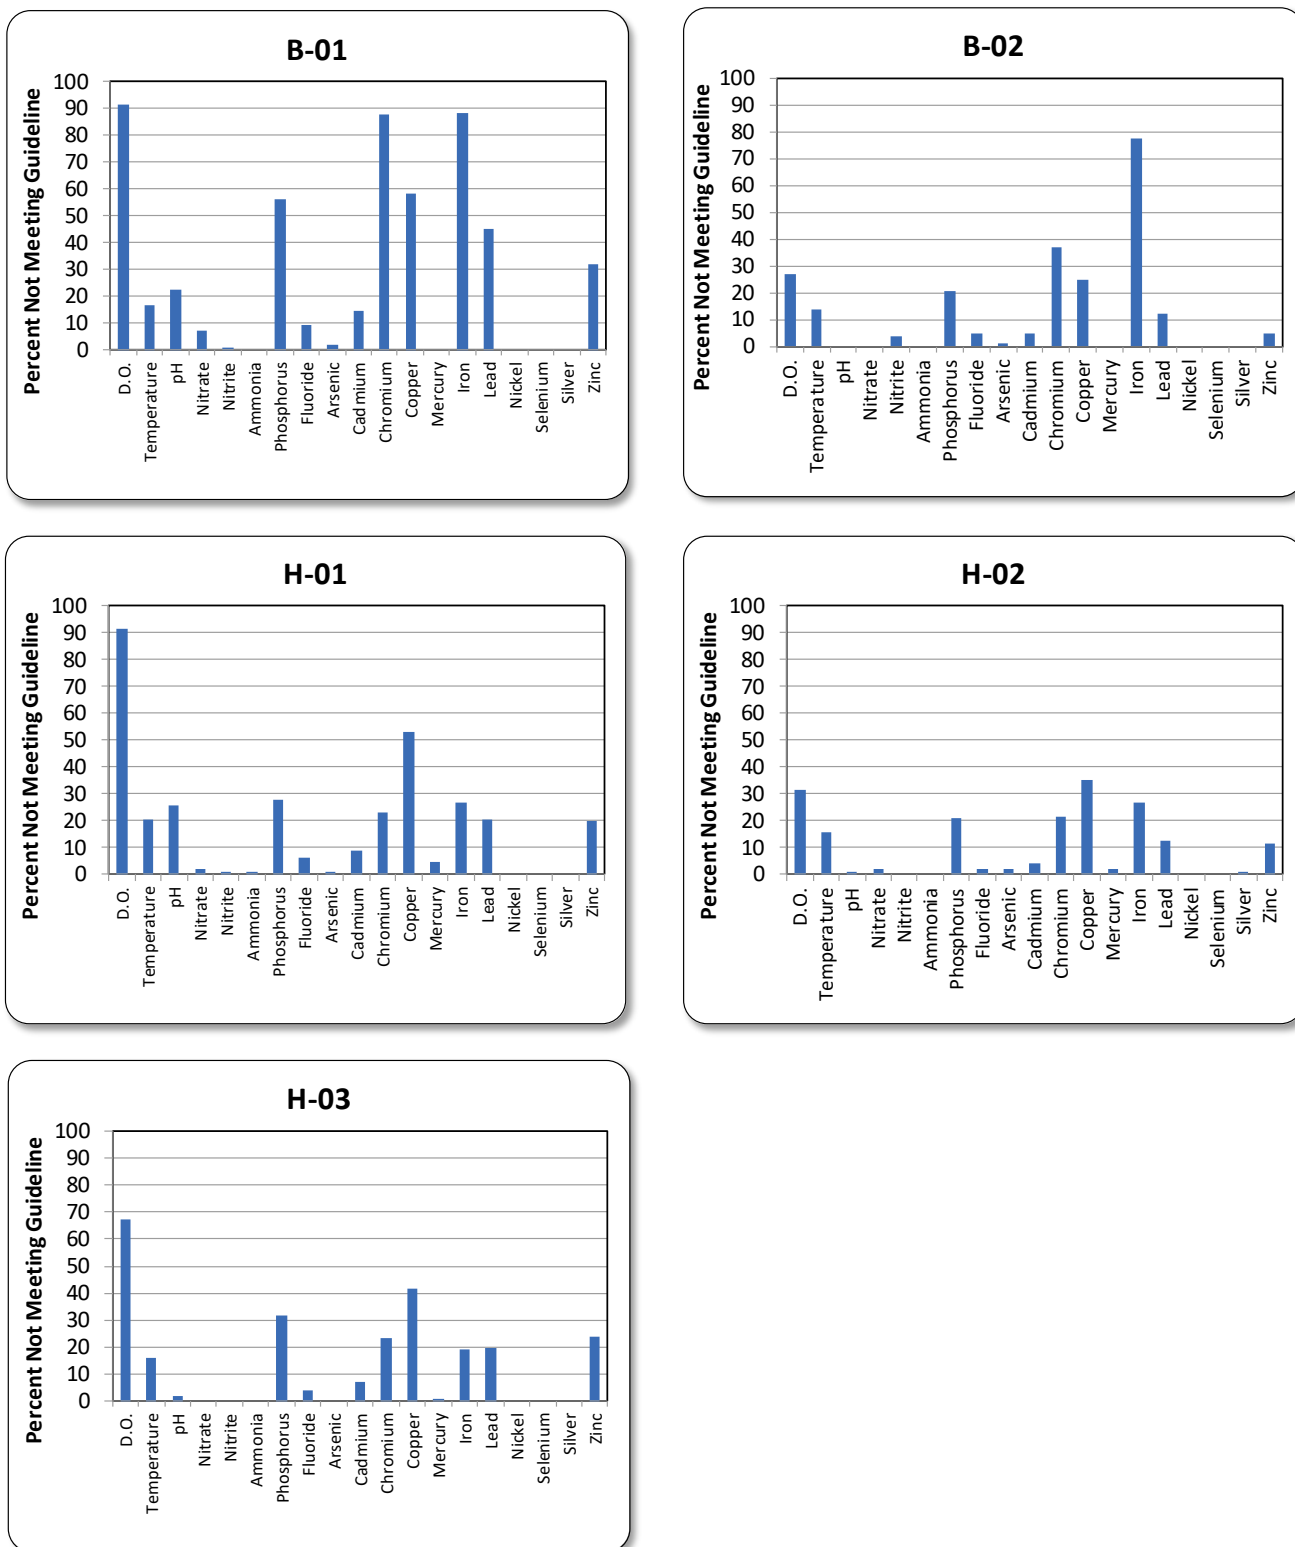 B-01
Percent Not Meeting Guideline
100
90
80
70
60
50
40
30
20
10
0
D.O.
Temperature
pH
Nitrate
Nitrite
Ammonia
Phosphorus
Fluoride
Arsenic
Cadmium
Chromium
Copper
Mercury
Iron
Lead
Nickel
Selenium
Silver
Zinc
B-02
Percent Not Meeting Guideline
100
90
80
70
60
50
40
30
20
10
0
D.O.
Temperature
pH
Nitrate
Nitrite
Ammonia
Phosphorus
Fluoride
Arsenic
Cadmium
Chromium
Copper
Mercury
Iron
Lead
Nickel
Selenium
Silver
Zinc
H-01
Percent Not Meeting Guideline
100
90
80
70
60
50
40
30
20
10
0
D.O.
Temperature
pH
Nitrate
Nitrite
Ammonia
Phosphorus
Fluoride
Arsenic
Cadmium
Chromium
Copper
Mercury
Iron
Lead
Nickel
Selenium
Silver
Zinc
H-02
Percent Not Meeting Guideline
100
90
80
70
60
50
40
30
20
10
0
D.O.
Temperature
pH
Nitrate
Nitrite
Ammonia
Phosphorus
Fluoride
Arsenic
Cadmium
Chromium
Copper
Mercury
Iron
Lead
Nickel
Selenium
Silver
Zinc
H-03
Percent Not Meeting Guideline
100
90
80
70
60
50
40
30
20
10
0
D.O.
Temperature
pH
Nitrate
Nitrite
Ammonia
Phosphorus
Fluoride
Arsenic
Cadmium
Chromium
Copper
Mercury
Iron
Lead
Nickel
Selenium
Silver
Zinc